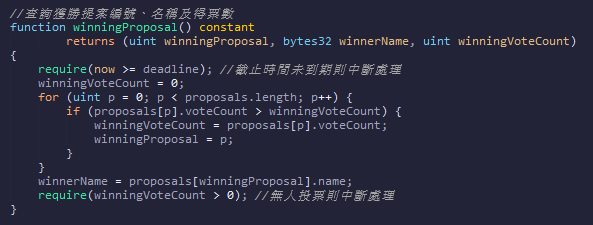 //查詢獲勝提案編號、名稱及得票數
function winningProposal() constant
        returns (uint winningProposal, bytes32 winnerName, uint winningVoteCount)
{
    require(now >= deadline); //截止時間未到期則中斷處理
    winningVoteCount = 0;
    for (uint p = 0; p < proposals.length; p++) {
        if (proposals[p].voteCount > winningVoteCount) {
            winningVoteCount = proposals[p].voteCount;
            winningProposal = p;
        }
    }
    winnerName = proposals[winningProposal].name;
    require(winningVoteCount > 0); //無人投票則中斷處理
}